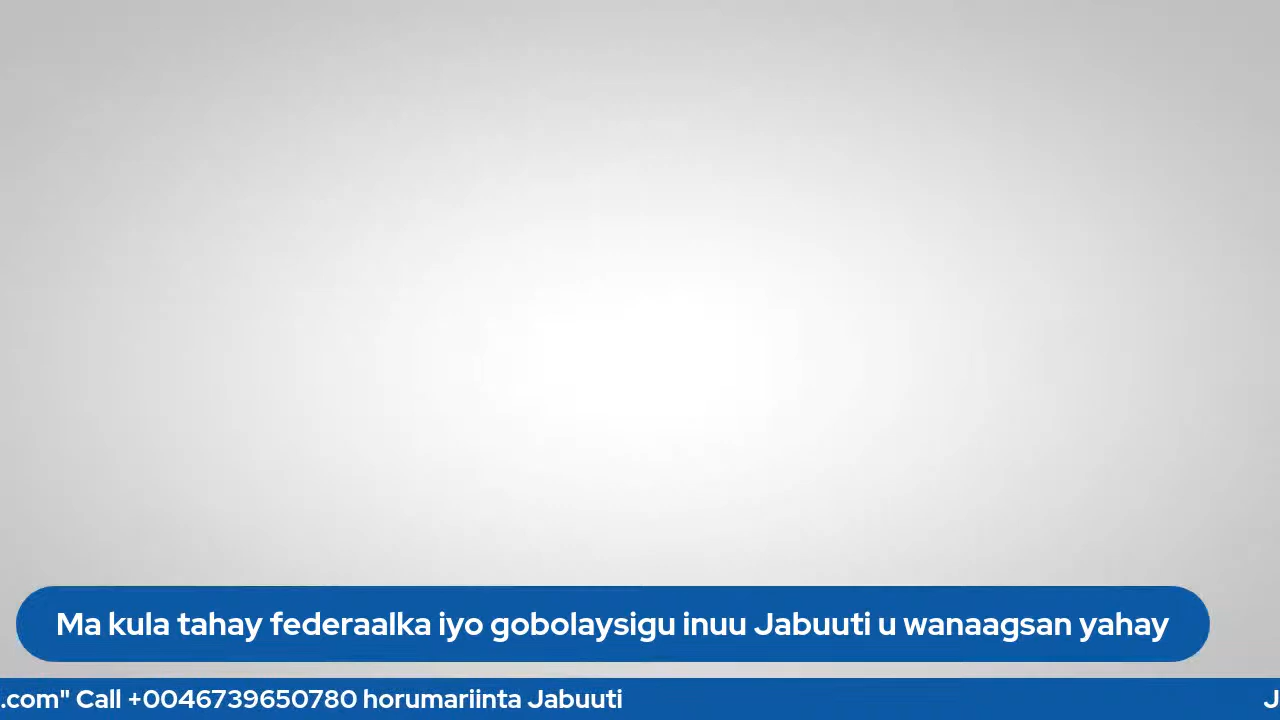 Ma kula tahay federaalka iyo gobolaysigu inuu Jabuuti u wanaagsan yahay
.com" Call +0046739650780 horumariinta Jabuuti J